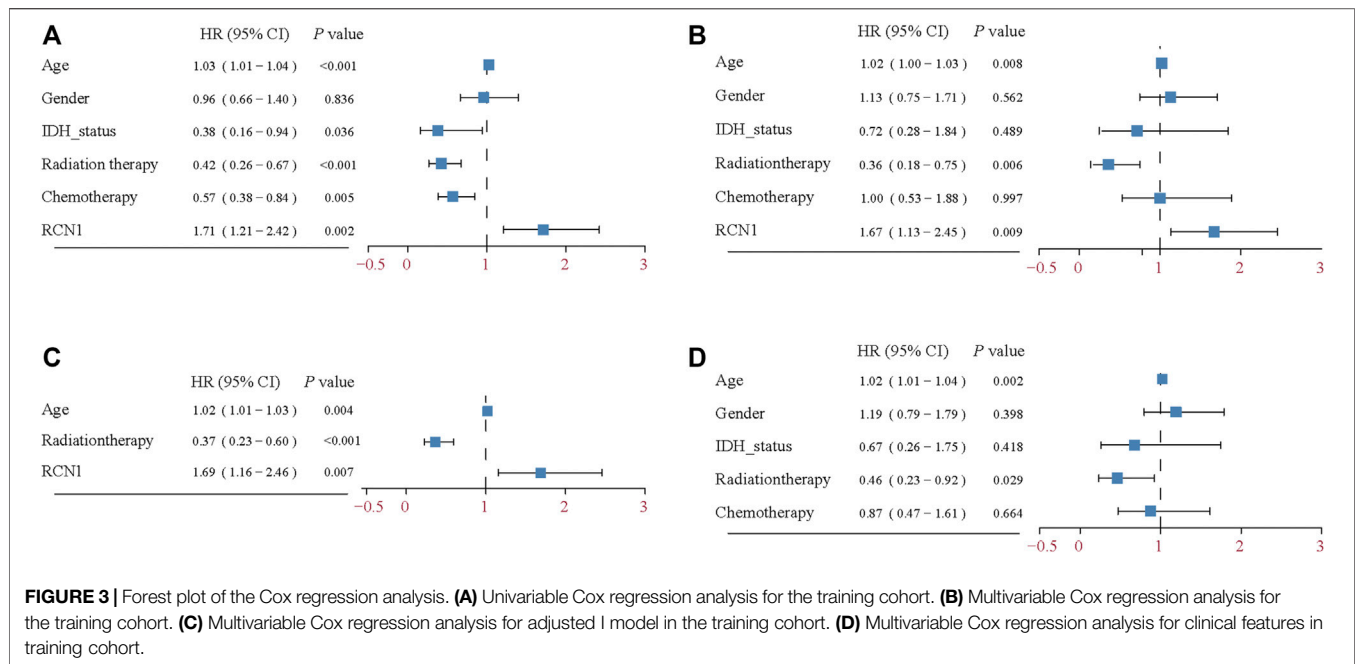 A
HR (95% CI) P value
Age 1.03 (1.01−1.04) <0.001
Gender 0.96 (0.66−1.40) 0.836
IDH_status 0.38 (0.16−0.94) 0.036
Radiation therapy 0.42 (0.26−0.67) <0.001
Chemotherapy 0.57 (0.38−0.84) 0.005
RCN1 1.71 (1.21−2.42) 0.002
−0.5 0 1 2 3
B
HR (95% CI) P value
Age 1.02 (1.00−1.03) 0.008
Gender 1.13 (0.75−1.71) 0.562
IDH_status 0.72 (0.28−1.84) 0.489
Radiationtherapy 0.36 (0.18−0.75) 0.006
Chemotherapy 1.00 (0.53−1.88) 0.997
RCN1 1.67 (1.13−2.45) 0.009
−0.5 0 1 2 3
C
HR (95% CI) P value
Age 1.02 (1.01−1.03) 0.004
Radiationtherapy 0.37 (0.23−0.60) <0.001
RCN1 1.69 (1.16−2.46) 0.007
−0.5 0 1 2 3
D
HR (95% CI) P value
Age 1.02 (1.01−1.04) 0.002
Gender 1.19 (0.79−1.79) 0.398
IDH_status 0.67 (0.26−1.75) 0.418
Radiationtherapy 0.46 (0.23−0.92) 0.029
Chemotherapy 0.87 (0.47−1.61) 0.664
−0.5 0 1 2 3
FIGURE 3 | Forest plot of the Cox regression analysis. (A) Univariable Cox regression analysis for the training cohort. (B) Multivariable Cox regression analysis for
the training cohort. (C) Multivariable Cox regression analysis for adjusted I model in the training cohort. (D) Multivariable Cox regression analysis for clinical features in
training cohort.